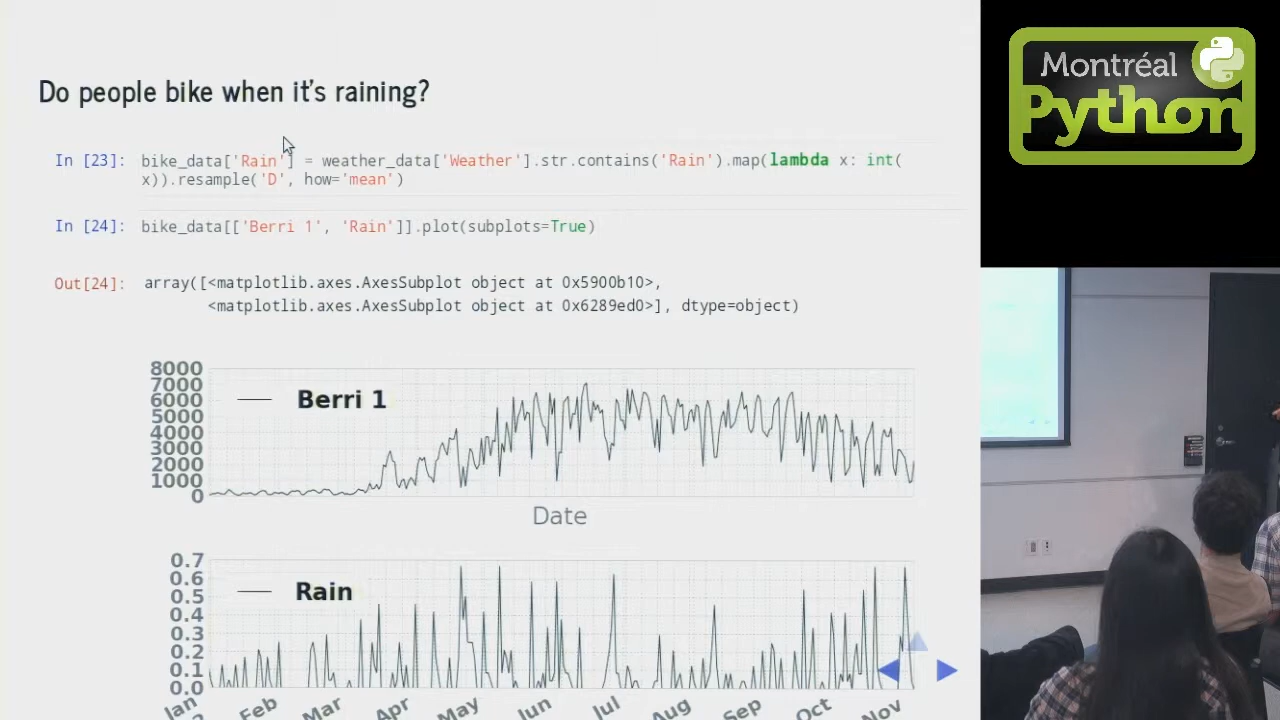 Do people bike when it's raining?
In [23]: bike_data['Rain'] = weather_data['Weather'].str.contains('Rain').map(lambda x: int(
x)).resample('D', how='mean')
In [24]: bike_data[['Berri 1', 'Rain']].plot(subplots=True)
Out[24]: array([<matplotlib.axes.AxesSubplot object at 0x5900b10>,
<matplotlib.axes.AxesSubplot object at 0x6289ed0>], dtype=object)
8000
7000
6000
5000
4000
3000
2000
1000
0
Berri 1
Date
0.7
0.6
0.5
0.4
0.3
0.2
0.1
0.0
Rain
Jan Feb Mar Apr May Jun Jul Aug Sep Oct Nov
Montréal
Python